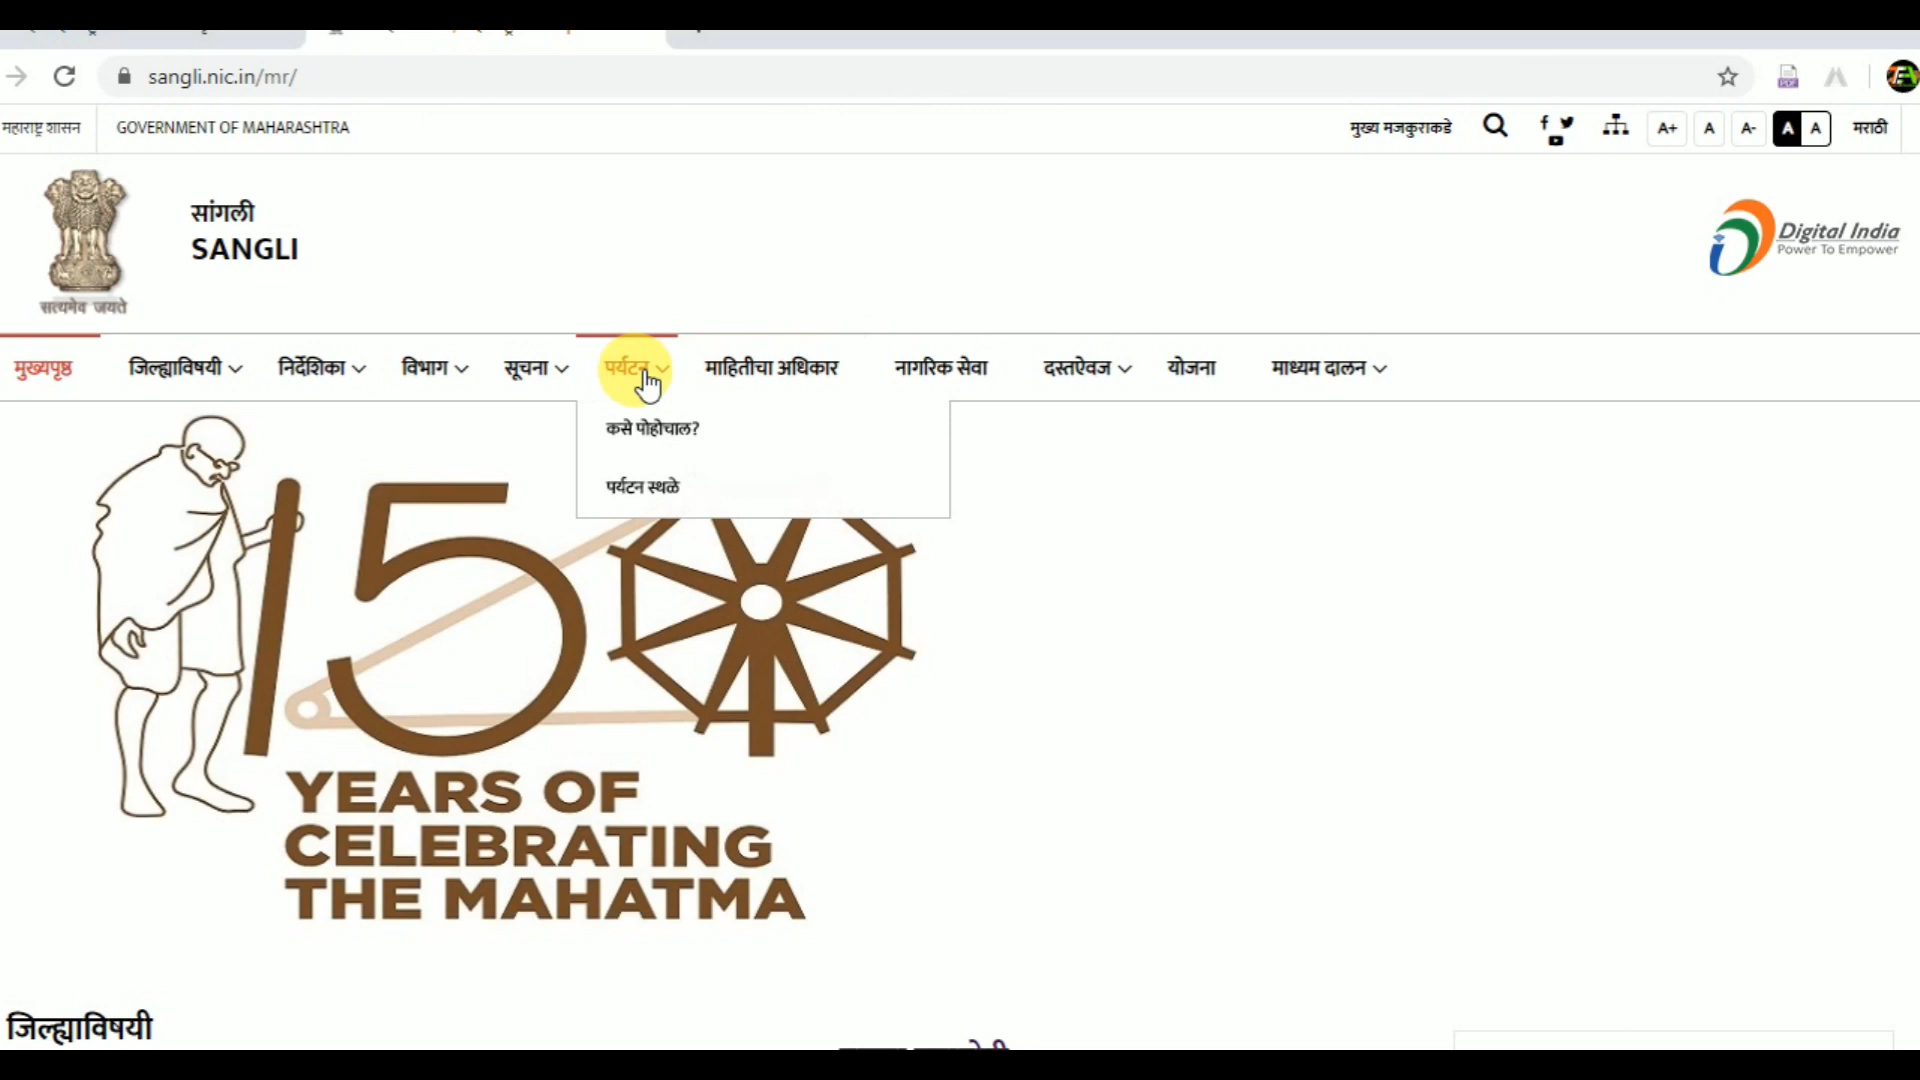 sangli.nic.in/mr/
महाराष्ट्र शासन
GOVERNMENT OF MAHARASHTRA
मुख्य मजकुराकडे
A+
A
A-
A
A
मराठी
सत्यमेव जयते
सांगली
SANGLI
Digital India
Power To Empower
मुख्यपृष्ठ
जिल्ह्याविषयी
निर्देशिका
विभाग
सूचना
पर्यटन
माहितीचा अधिकार
नागरिक सेवा
दस्तऐवज
योजना
माध्यम दालन
कसे पोहोचाल?
पर्यटन स्थळे
150
YEARS OF
CELEBRATING
THE MAHATMA
जिल्ह्याविषयी